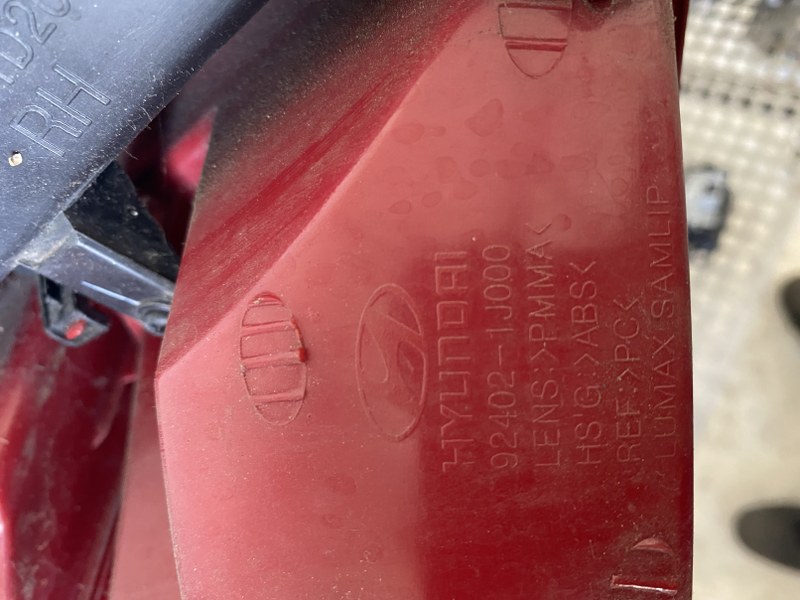 RH
HYUNDAI
92402-1J000
LENS:>PMMA<
HS'G:>ABS<
REF:>PC<
LUMAX SAMLIP